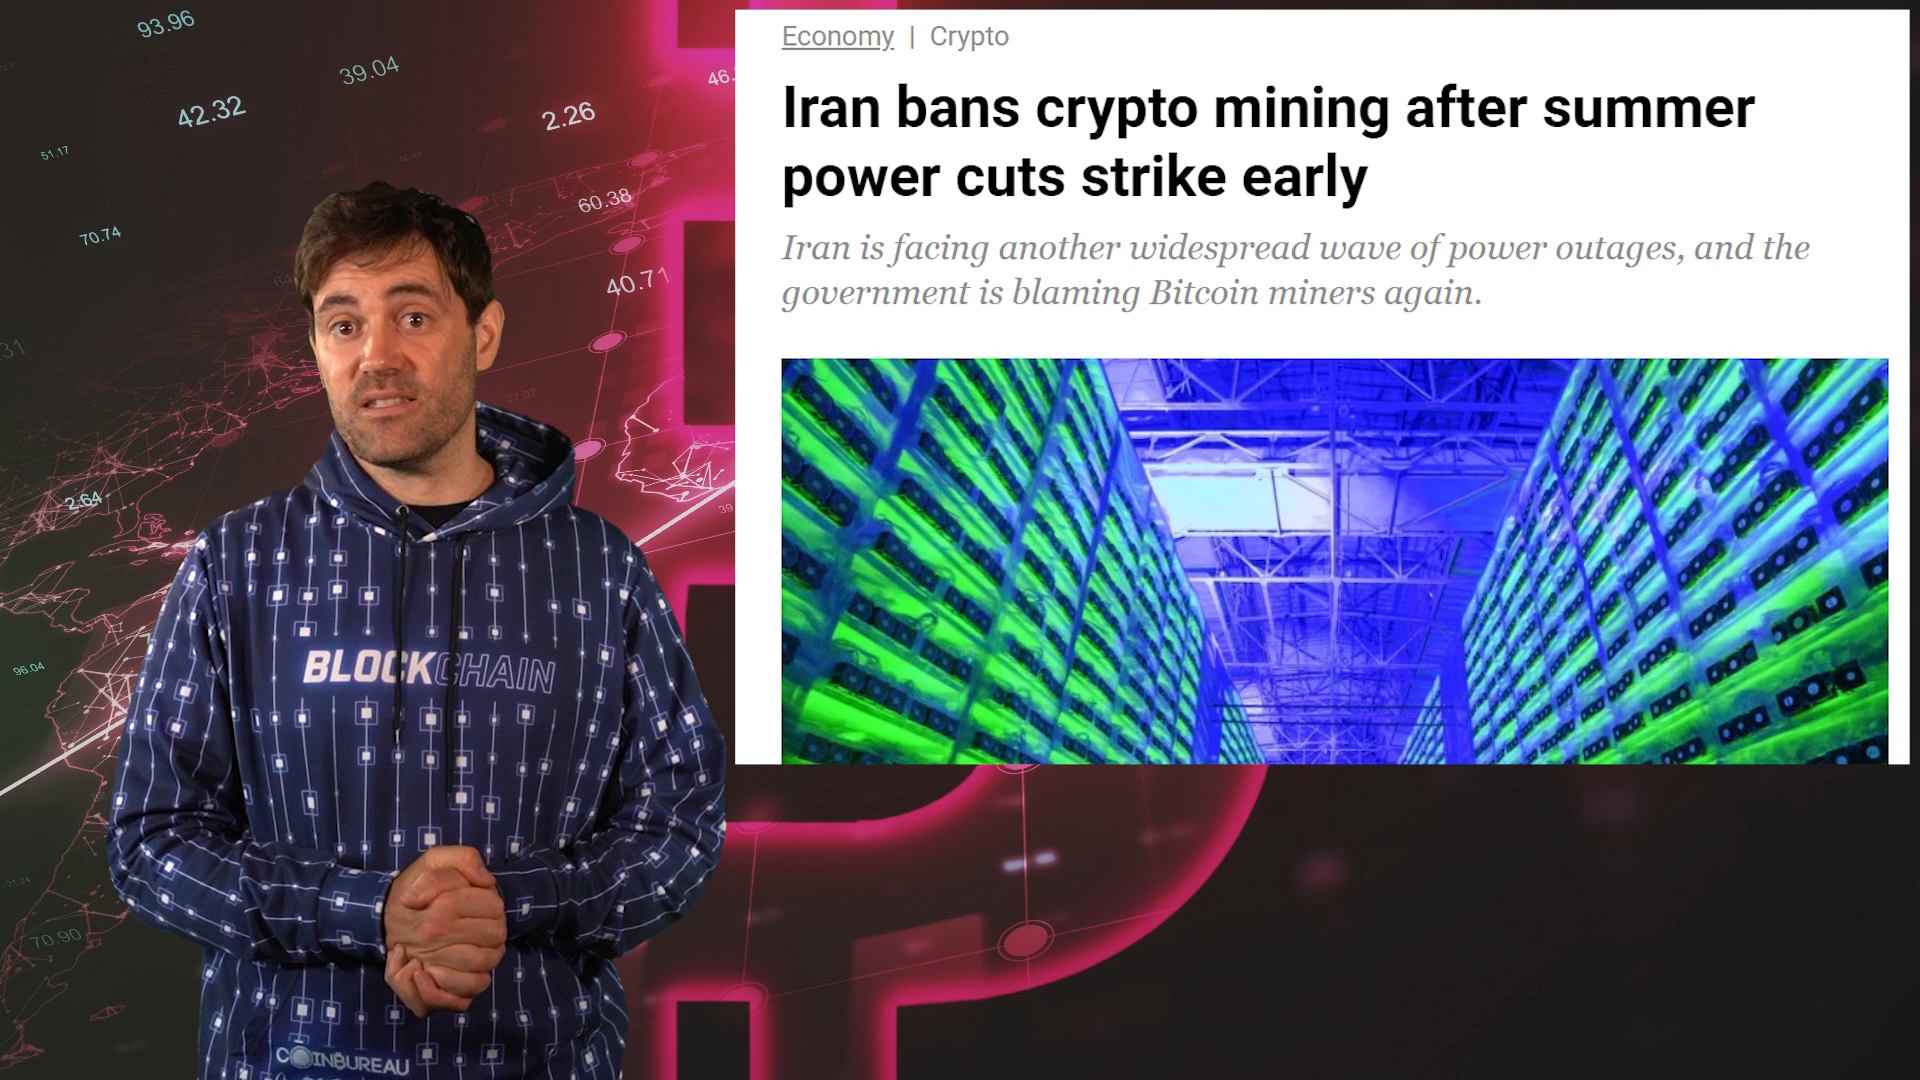 93.96
39.04
42.32
2.26
51.17
60.38
70.74
40.71
2.64
96.04
70.90
Economy | Crypto
Iran bans crypto mining after summer
power cuts strike early
Iran is facing another widespread wave of power outages, and the
government is blaming Bitcoin miners again.
BLOCKCHAIN
COINBUREAU